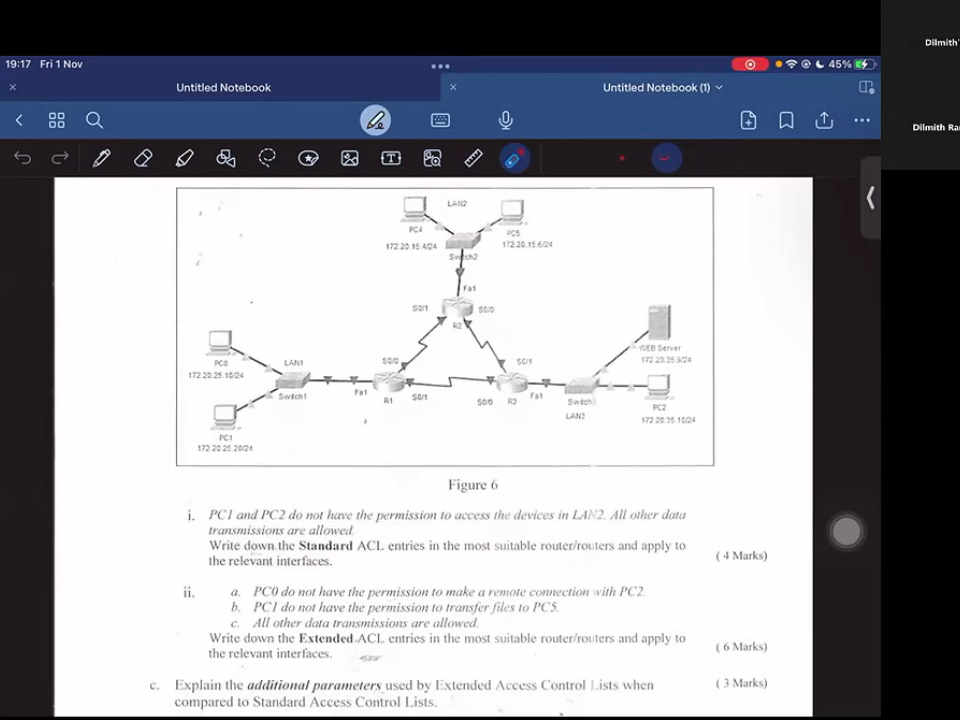 Dilmith'
19:17 Fri 1 Nov
45%
Untitled Notebook
Untitled Notebook (1)
Dilmith Rar
LAN2
PC4
PC5
172.20.15.4/24
172.20.15.6/24
Switch2
Fa1
S0/1
S0/0
R2
WEB Server
172.20.35.9/24
PC0
172.20.25.10/24
LAN1
S0/0
S0/1
Switch1
Fa1
R1
S0/1
S0/0
R3
Fa1
Switch3
LAN3
PC2
172.20.35.10/24
PC1
172.20.25.20/24
Figure 6
i. PC1 and PC2 do not have the permission to access the devices in LAN2. All other data
transmissions are allowed.
Write down the Standard ACL entries in the most suitable router/routers and apply to
the relevant interfaces.
( 4 Marks)
ii. a. PC0 do not have the permission to make a remote connection with PC2.
b. PC1 do not have the permission to transfer files to PC5.
c. All other data transmissions are allowed.
Write down the Extended ACL entries in the most suitable router/routers and apply to
the relevant interfaces.
( 6 Marks)
c. Explain the additional parameters used by Extended Access Control Lists when
compared to Standard Access Control Lists.
( 3 Marks)